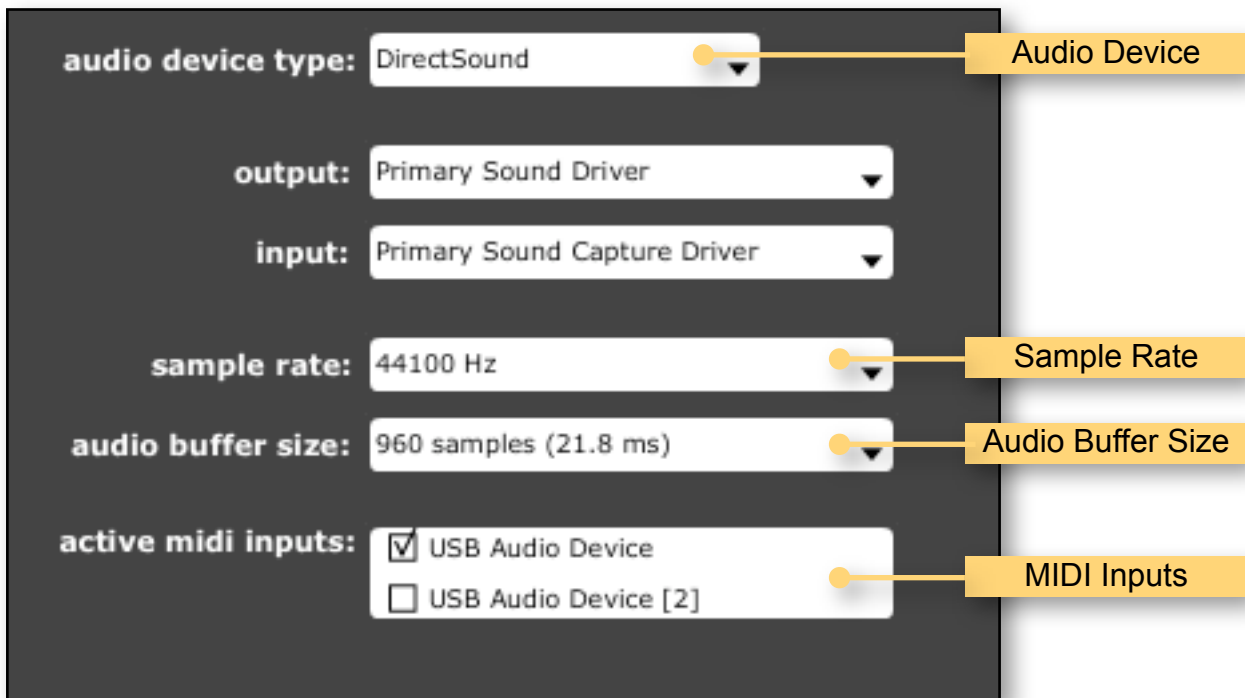 audio device type: DirectSound Audio Device
output: Primary Sound Driver
input: Primary Sound Capture Driver
sample rate: 44100 Hz Sample Rate
audio buffer size: 960 samples (21.8 ms) Audio Buffer Size
active midi inputs: USB Audio Device
USB Audio Device [2]
MIDI Inputs